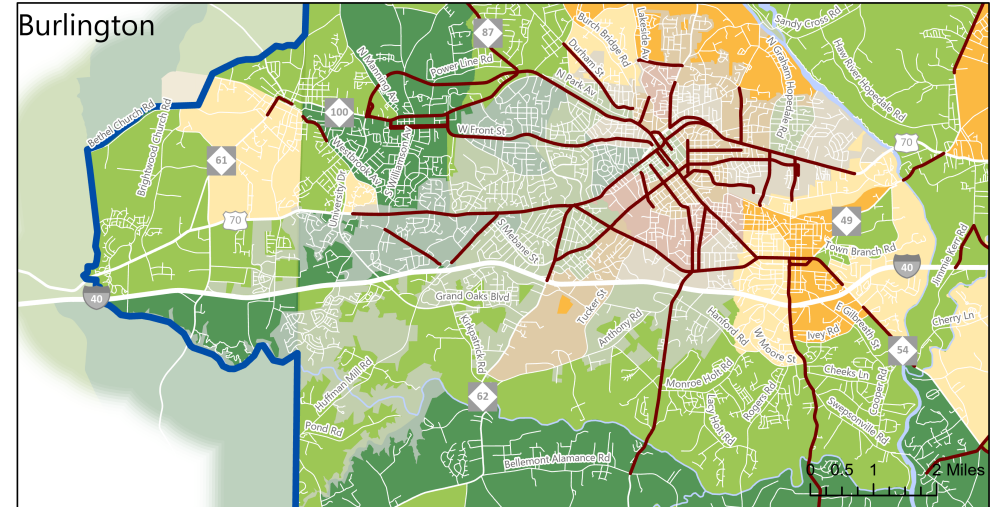 Burlington
87
Burch Bridge Rd
Lakeside Av
Sandy Cross Rd
Durham St
N Manning Av
Power Line Rd
N Park Av
N Graham Hopedale Rd
Haw River Hopedale Rd
Bethel Church Rd
100
W Front St
70
Brightwood Church Rd
61
Westbrook Av
S Williamson Av
University Dr
70
S Mebane St
49
Town Branch Rd
40
Jimmie Kerr Rd
40
Grand Oaks Blvd
Tucker St
Kirkpatrick Rd
Anthony Rd
Hanford Rd
W Moore St
Ivey Rd
E Gilbreath St
Cherry Ln
54
Huffman Mill Rd
62
Monroe Holt Rd
Rogers Rd
Cheeks Ln
Cooper Rd
Lacy Holt Rd
Swepsonville Rd
Pond Rd
Bellemont Alamance Rd
0 0.5 1 2 Miles